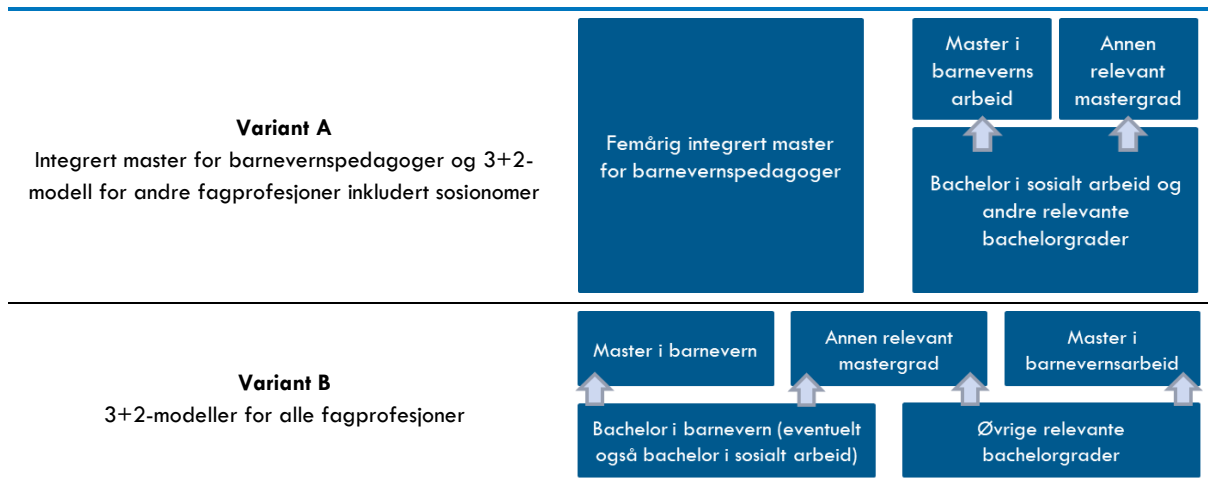 Variant A
Integrert master for barnevernspedagoger og 3+2-
modell for andre fagprofesjoner inkludert sosionomer
Femårig integrert master
for barnevernspedagoger
Master i
barneverns
arbeid
Annen
relevant
mastergrad
Bachelor i sosialt arbeid og
andre relevante
bachelorgrader
Variant B
3+2-modeller for alle fagprofesjoner
Master i barnevern
Annen relevant
mastergrad
Master i
barnevernsarbeid
Bachelor i barnevern (eventuelt
også bachelor i sosialt arbeid)
Øvrige relevante
bachelorgrader